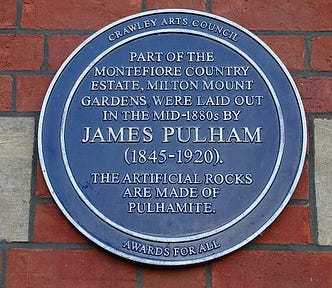 CRAWLEY ARTS COUNCIL
PART OF THE
MONTEFIORE COUNTRY
ESTATE, MILTON MOUNT
GARDENS WERE LAID OUT
IN THE MID-1880s BY
JAMES PULHAM
(1845-1920).
THE ARTIFICIAL ROCKS
ARE MADE OF
PULHAMITE.
AWARDS FOR ALL